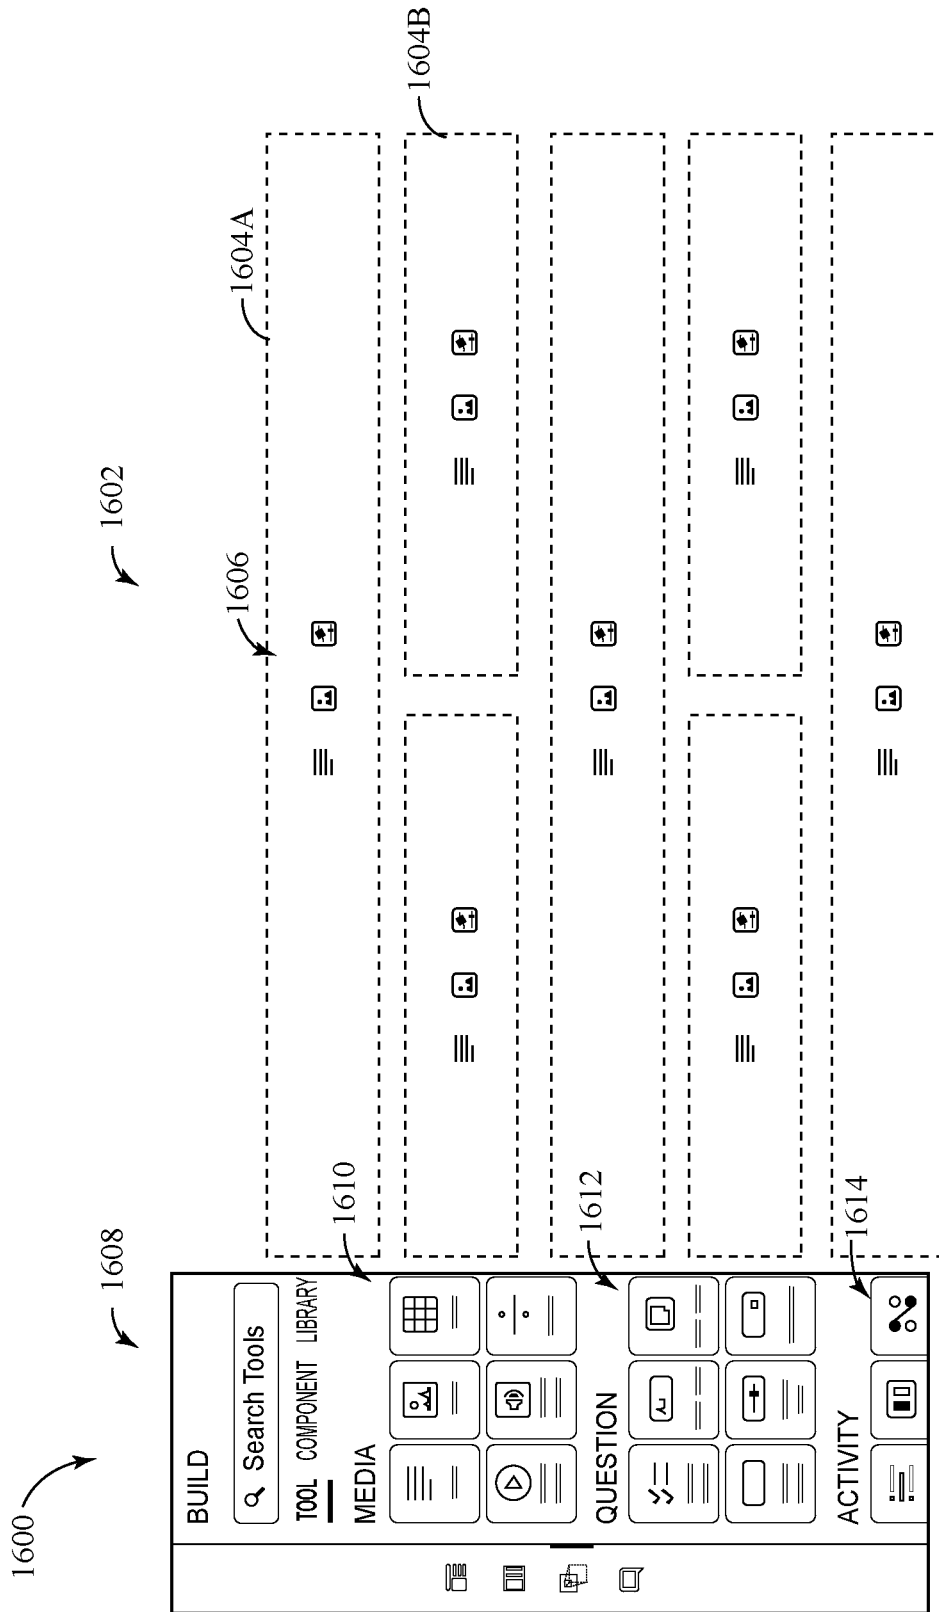 1600
1608
1602
1604A
1604B
1606
BUILD
Search Tools
TOOL COMPONENT LIBRARY
MEDIA
1610
QUESTION
1612
ACTIVITY
1614